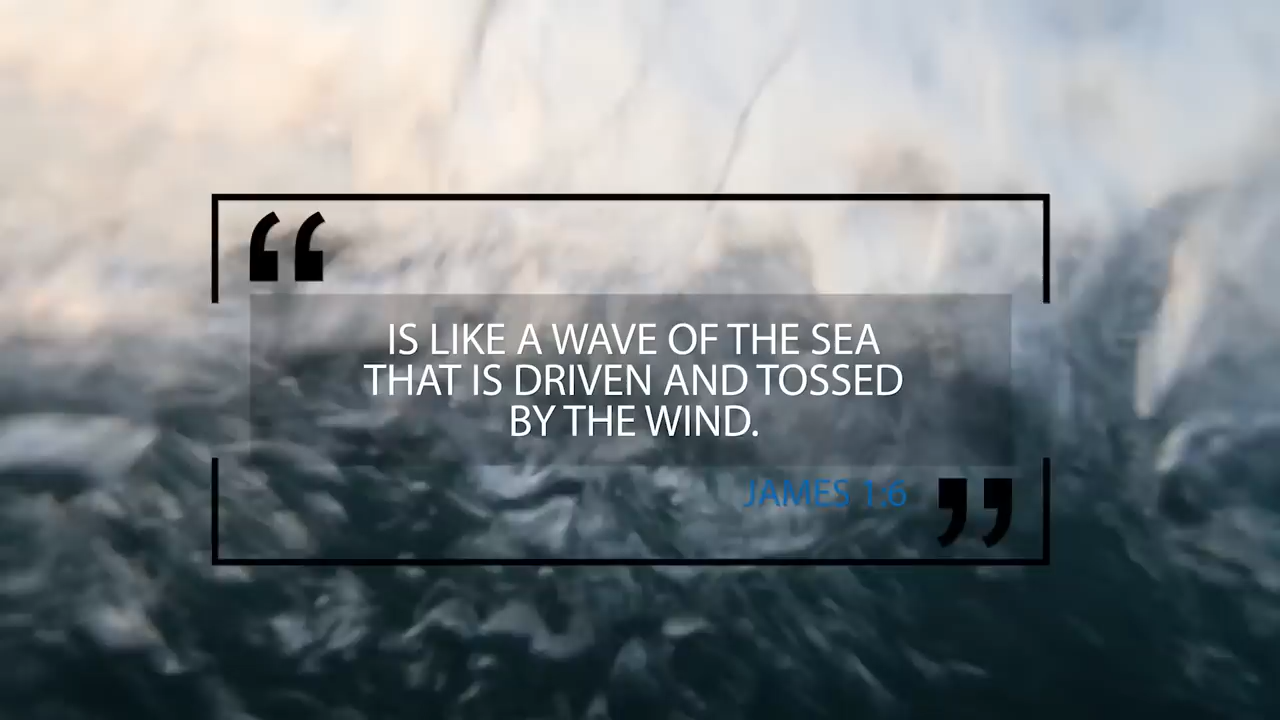 “
IS LIKE A WAVE OF THE SEA
THAT IS DRIVEN AND TOSSED
BY THE WIND.
JAMES 1:6 ”